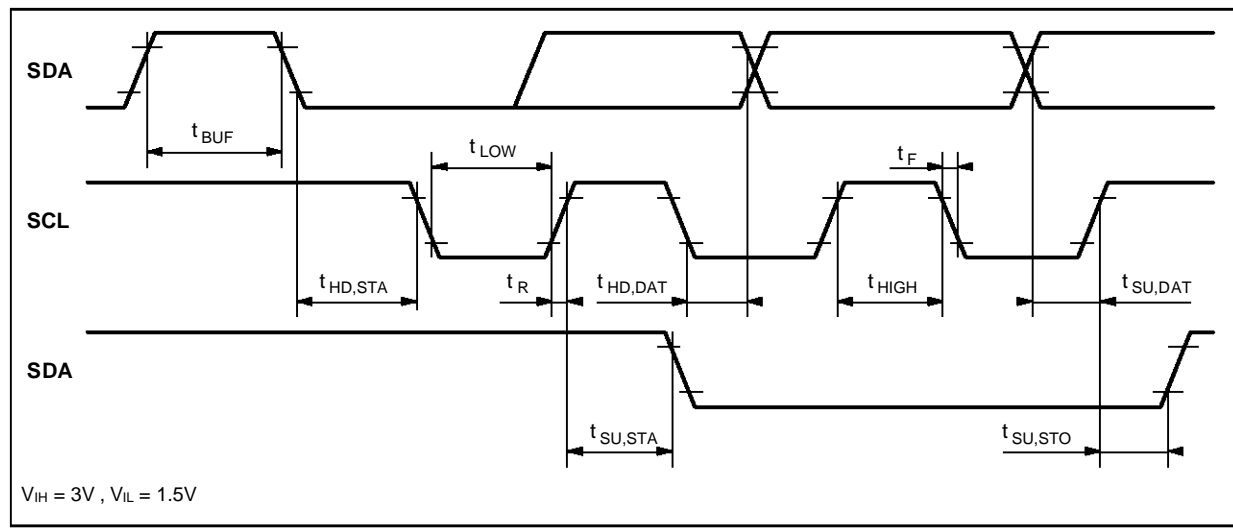 SDA
t BUF
t LOW
t F
SCL
t HD,STA
t R
t HD,DAT
t HIGH
t SU,DAT
SDA
t SU,STA
t SU,STO
VIH = 3V , VIL = 1.5V